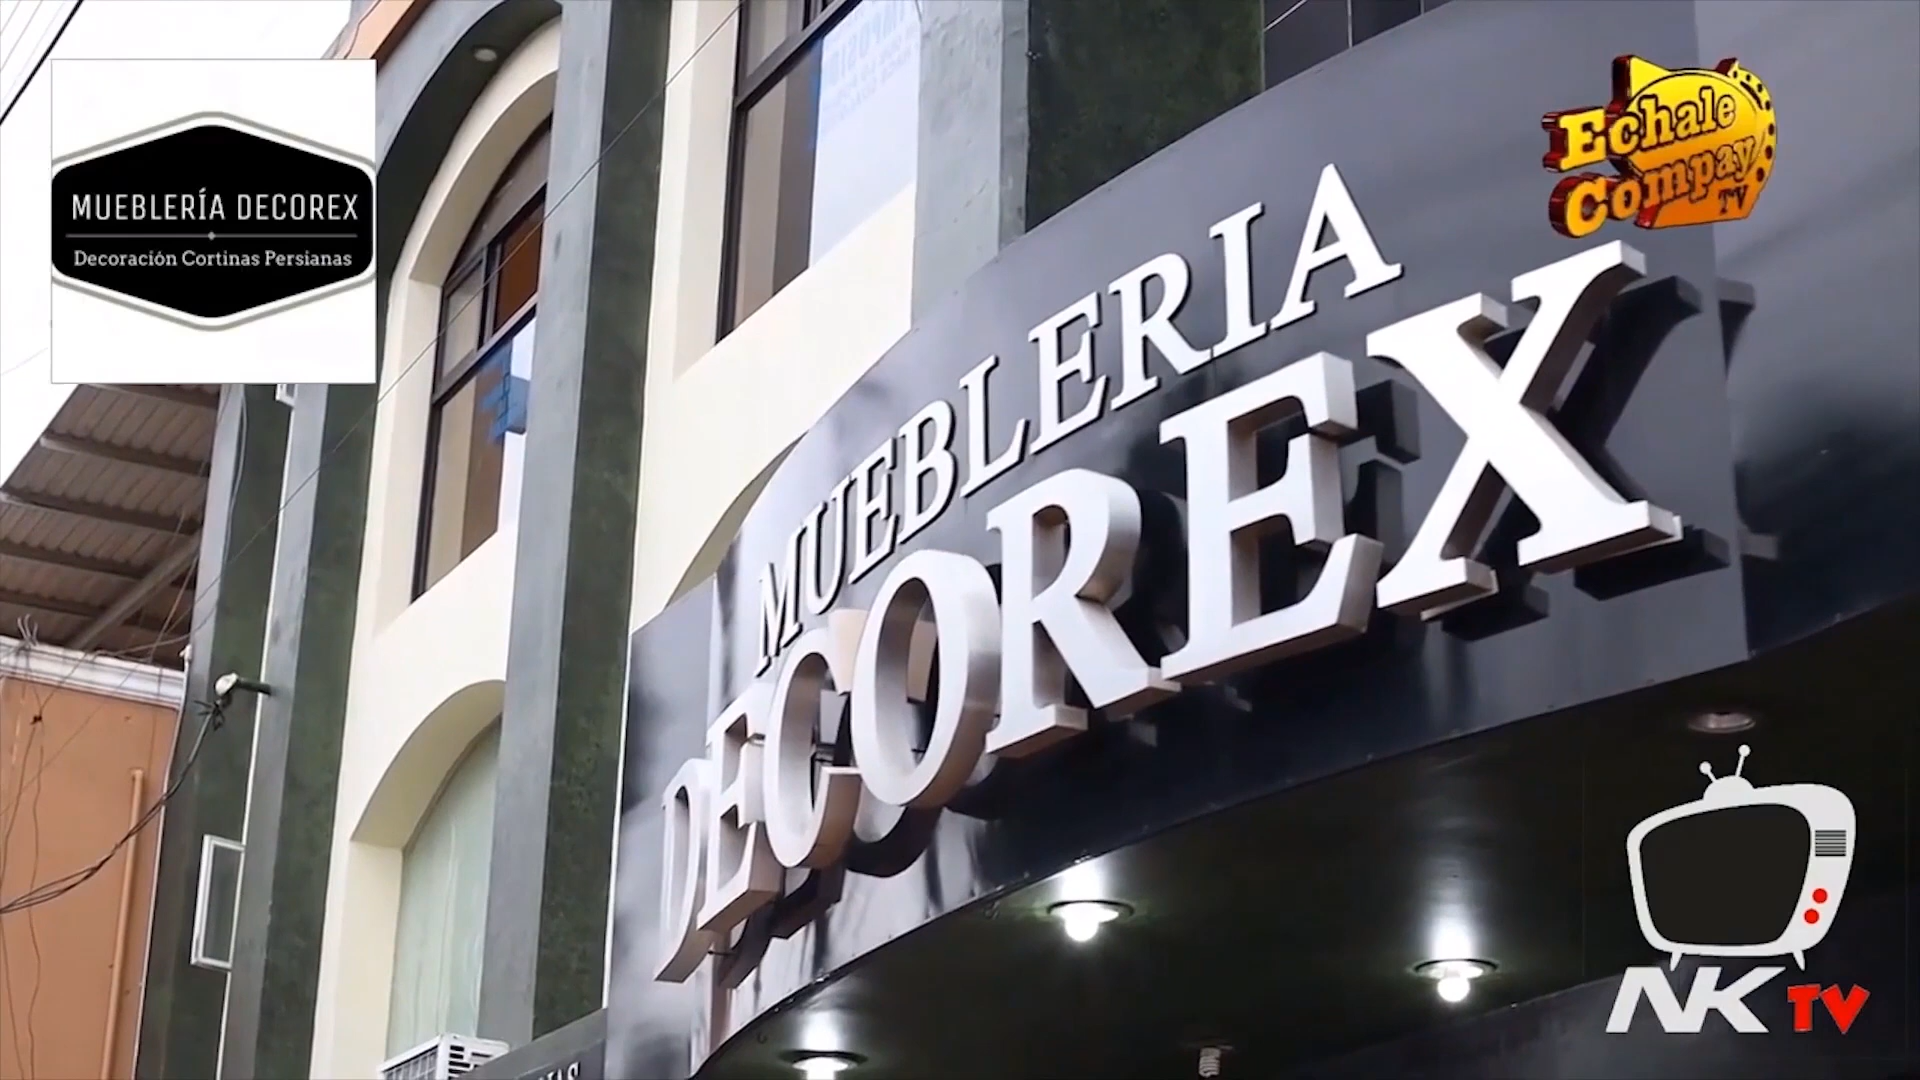 MUEBLERÍA DECOREX
Decoración Cortinas Persianas
Echale
Compay
TV
MUEBLERIA
DECOREX
NK TV